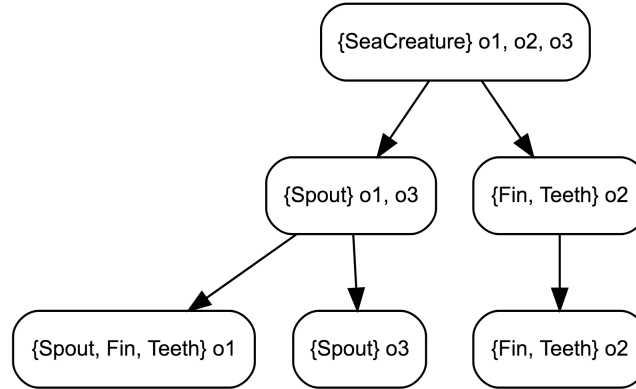 {SeaCreature} o1, o2, o3
{Spout} o1, o3
{Fin, Teeth} o2
{Spout, Fin, Teeth} o1
{Spout} o3
{Fin, Teeth} o2